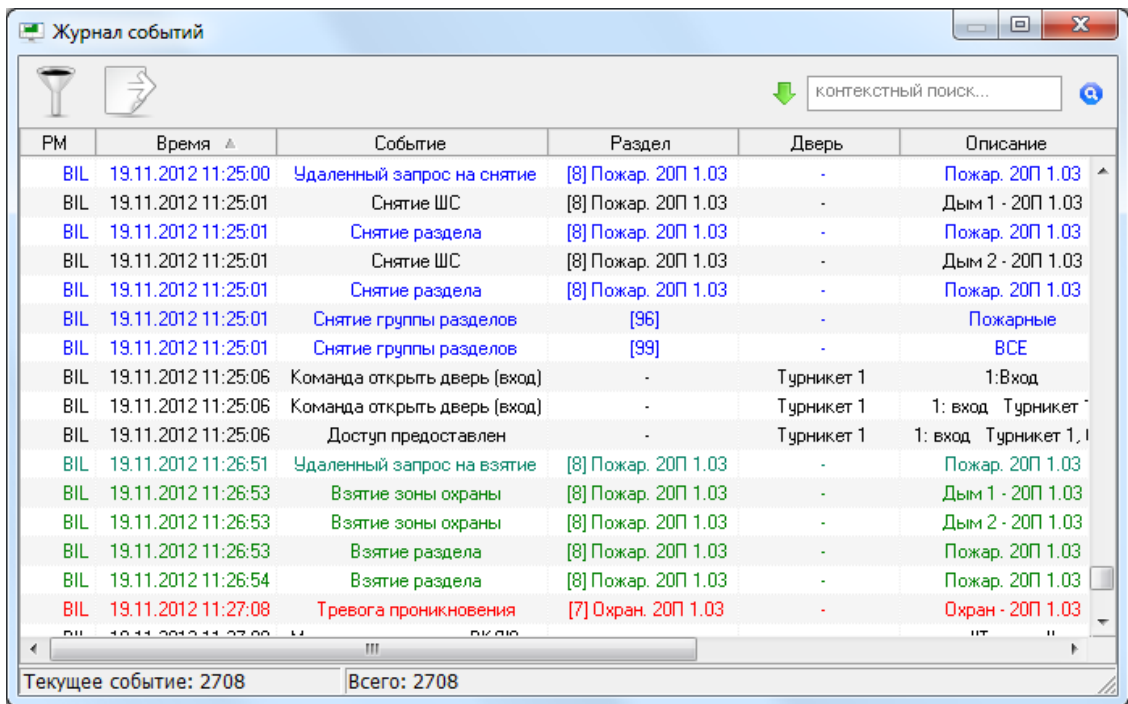 Журнал событий
контекстный поиск...
РМ Время Событие Раздел Дверь Описание
BIL 19.11.2012 11:25:00 Удаленный запрос на снятие [8] Пожар. 20П 1.03 - Пожар. 20П 1.03
BIL 19.11.2012 11:25:01 Снятие ШС [8] Пожар. 20П 1.03 - Дым 1 - 20П 1.03
BIL 19.11.2012 11:25:01 Снятие раздела [8] Пожар. 20П 1.03 - Пожар. 20П 1.03
BIL 19.11.2012 11:25:01 Снятие ШС [8] Пожар. 20П 1.03 - Дым 2 - 20П 1.03
BIL 19.11.2012 11:25:01 Снятие раздела [8] Пожар. 20П 1.03 - Пожар. 20П 1.03
BIL 19.11.2012 11:25:01 Снятие группы разделов [96] - Пожарные
BIL 19.11.2012 11:25:01 Снятие группы разделов [99] - ВСЕ
BIL 19.11.2012 11:25:06 Команда открыть дверь (вход) - Турникет 1 1:Вход
BIL 19.11.2012 11:25:06 Команда открыть дверь (вход) - Турникет 1 1: вход Турникет
BIL 19.11.2012 11:25:06 Доступ предоставлен - Турникет 1 1: вход Турникет 1,
BIL 19.11.2012 11:26:51 Удаленный запрос на взятие [8] Пожар. 20П 1.03 - Пожар. 20П 1.03
BIL 19.11.2012 11:26:53 Взятие зоны охраны [8] Пожар. 20П 1.03 - Дым 1 - 20П 1.03
BIL 19.11.2012 11:26:53 Взятие зоны охраны [8] Пожар. 20П 1.03 - Дым 2 - 20П 1.03
BIL 19.11.2012 11:26:53 Взятие раздела [8] Пожар. 20П 1.03 - Пожар. 20П 1.03
BIL 19.11.2012 11:26:54 Взятие раздела [8] Пожар. 20П 1.03 - Пожар. 20П 1.03
BIL 19.11.2012 11:27:08 Тревога проникновения [7] Охран. 20П 1.03 - Охран - 20П 1.03
Текущее событие: 2708 Всего: 2708